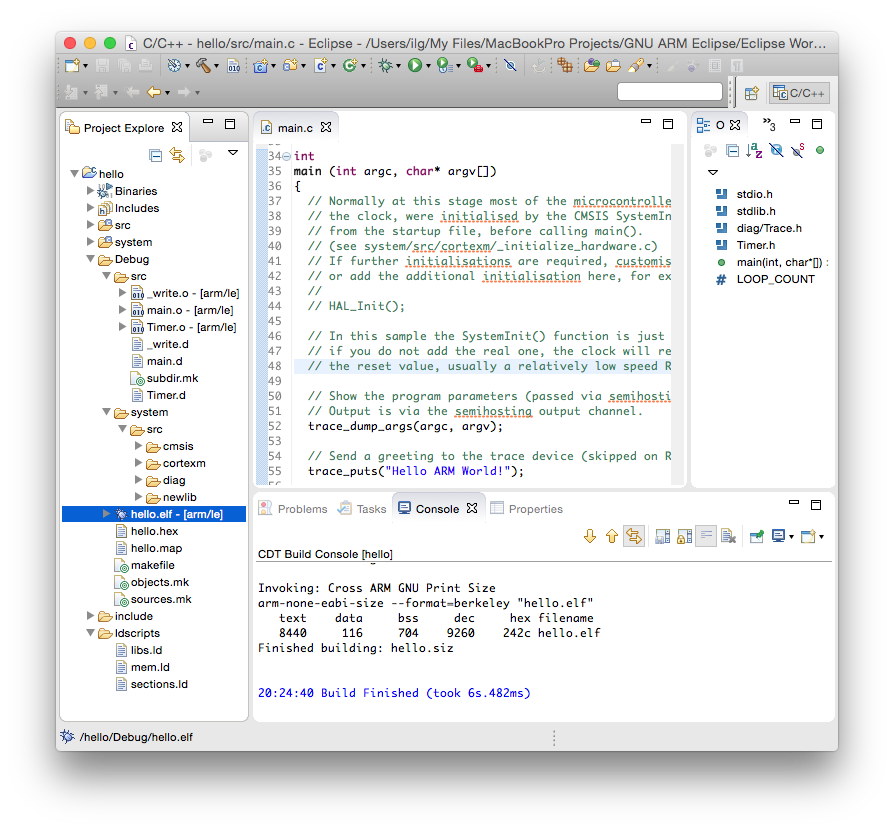 C/C++ - hello/src/main.c - Eclipse - /Users/ilg/My Files/MacBookPro Projects/GNU ARM Eclipse/Eclipse Wor...
C/C++
Project Explorer
hello
Binaries
Includes
src
system
Debug
src
_write.o - [arm/le]
main.o - [arm/le]
Timer.o - [arm/le]
_write.d
main.d
subdir.mk
Timer.d
system
src
cmsis
cortexm
diag
newlib
hello.elf - [arm/le]
hello.hex
hello.map
makefile
objects.mk
sources.mk
include
ldscripts
libs.ld
mem.ld
sections.ld
main.c
34 int
35 main (int argc, char* argv[])
36 {
37 // Normally at this stage most of the microcontrolle
38 // the clock, were initialised by the CMSIS SystemIn
39 // from the startup file, before calling main().
40 // (see system/src/cortexm/_initialize_hardware.c)
41 // If further initialisations are required, customis
42 // or add the additional initialisation here, for ex
43 //
44 // HAL_Init();
45
46 // In this sample the SystemInit() function is just
47 // if you do not add the real one, the clock will re
48 // the reset value, usually a relatively low speed R
49
50 // Show the program parameters (passed via semihosti
51 // Output is via the semihosting output channel.
52 trace_dump_args(argc, argv);
53
54 // Send a greeting to the trace device (skipped on R
55 trace_puts("Hello ARM World!");
O
3
stdio.h
stdlib.h
diag/Trace.h
Timer.h
main(int, char*[]) :
# LOOP_COUNT
Problems Tasks Console Properties
CDT Build Console [hello]
Invoking: Cross ARM GNU Print Size
arm-none-eabi-size --format=berkeley "hello.elf"
text data bss dec hex filename
8440 116 704 9260 242c hello.elf
Finished building: hello.siz
20:24:40 Build Finished (took 6s.482ms)
/hello/Debug/hello.elf